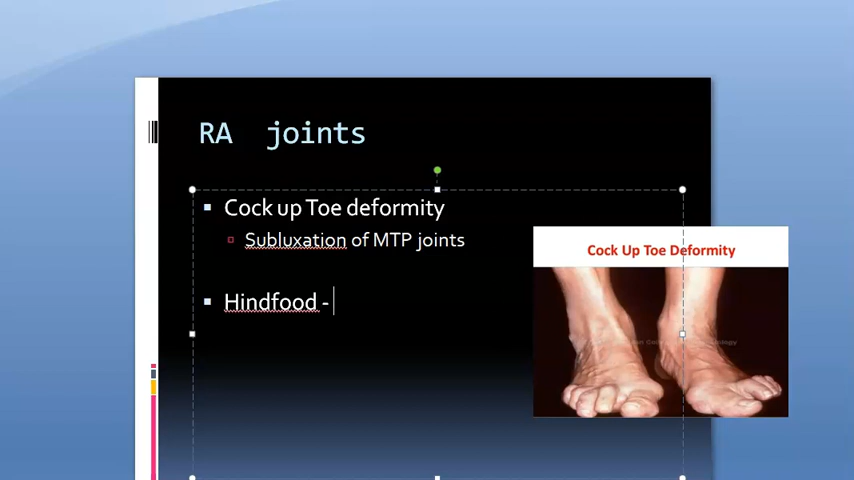 RA joints
Cock up Toe deformity
Subluxation of MTP joints
Hindfood -
Cock Up Toe Deformity